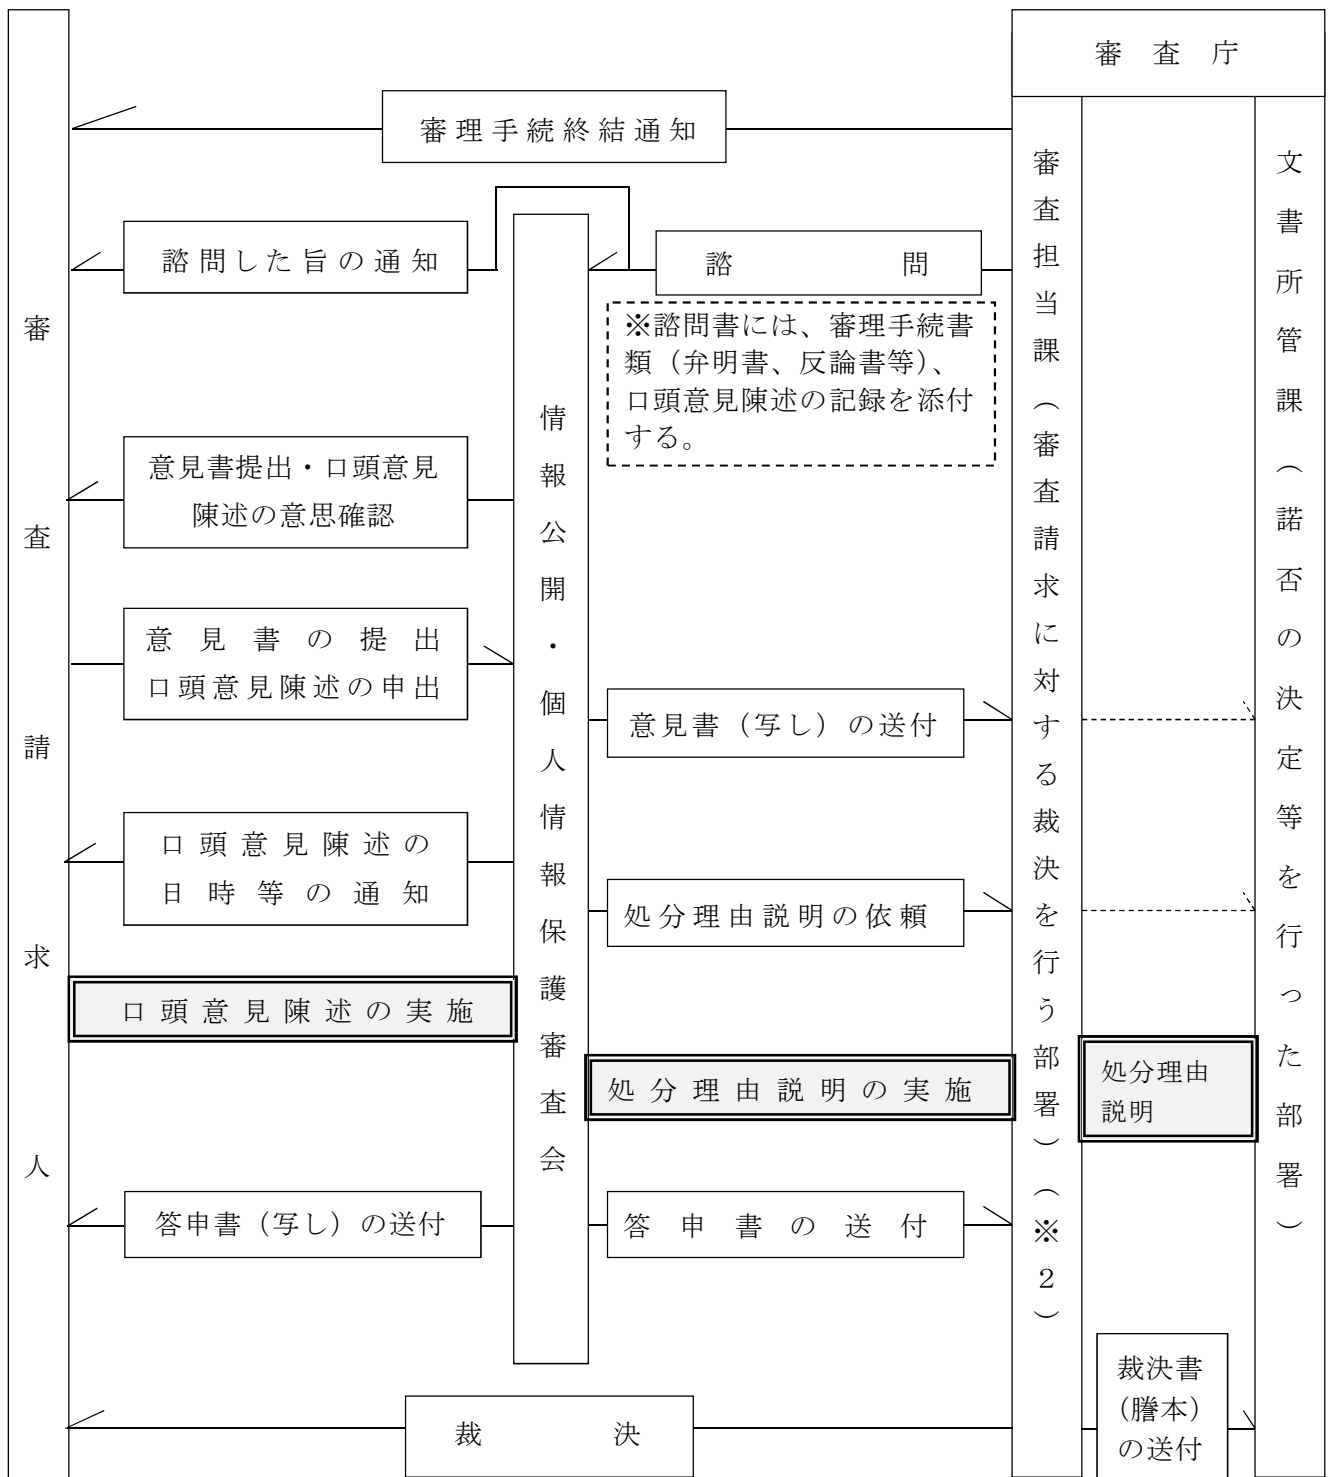 審査庁
審理手続終結通知
諮問した旨の通知
諮問
※諮問書には、審理手続書
類（弁明書、反論書等）、
口頭意見陳述の記録を添付
する。
意見書提出・口頭意見
陳述の意思確認
意見書の提出
口頭意見陳述の申出
意見書（写し）の送付
口頭意見陳述の
日時等の通知
処分理由説明の依頼
口頭意見陳述の実施
処分理由説明の実施
処分理由
説明
答申書（写し）の送付
答申書の送付
裁決
裁決書
（謄本）
の送付
審査請求人
情報公開・個人情報保護審査会
審査担当課（審査請求に対する裁決を行う部署）（※２）
文書所管課（諾否の決定等を行った部署）